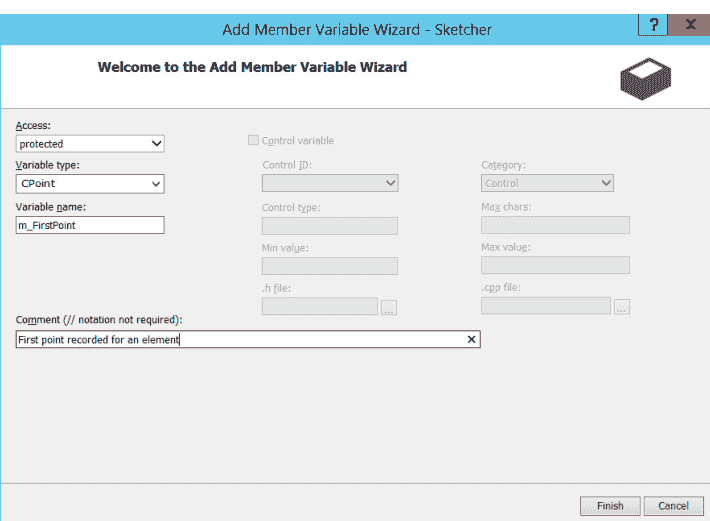 Add Member Variable Wizard - Sketcher
? x
Welcome to the Add Member Variable Wizard
Access:
protected
Control variable
Variable type:
CPoint
Control ID:
Category:
Control
Variable name:
m_FirstPoint
Control type:
Max chars:
Min value:
Max value:
.h file:
...
.cpp file:
...
Comment (// notation not required):
First point recorded for an element
Finish
Cancel